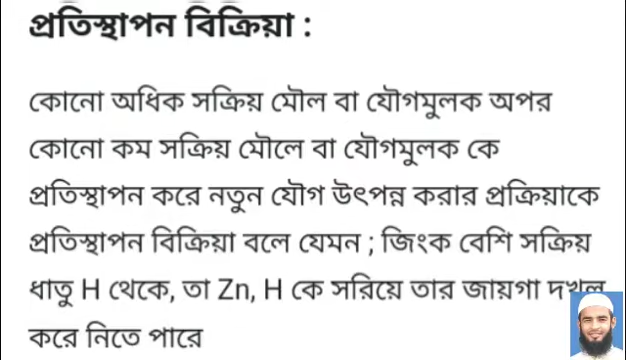 প্রতিস্থাপন বিক্রিয়া :
কোনো অধিক সক্রিয় মৌল বা যৌগমুলক অপর
কোনো কম সক্রিয় মৌলে বা যৌগমুলক কে
প্রতিস্থাপন করে নতুন যৌগ উৎপন্ন করার প্রক্রিয়াকে
প্রতিস্থাপন বিক্রিয়া বলে যেমন ; জিংক বেশি সক্রিয়
ধাতু H থেকে, তা Zn, H কে সরিয়ে তার জায়গা দখল
করে নিতে পারে